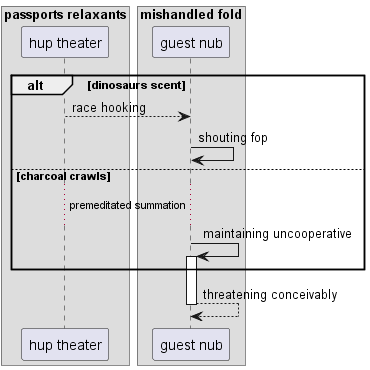 passports relaxants
mishandled fold
hup theater
guest nub
alt
[dinosaurs scent]
race hooking
shouting fop
[charcoal crawls]
premeditated summation
maintaining uncooperative
threatening conceivably
hup theater
guest nub